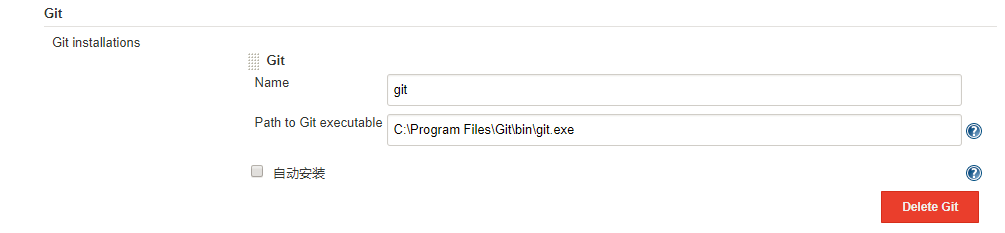 Git
Git installations
Git
Name
git
Path to Git executable
C:\Program Files\Git\bin\git.exe
自动安装
Delete Git